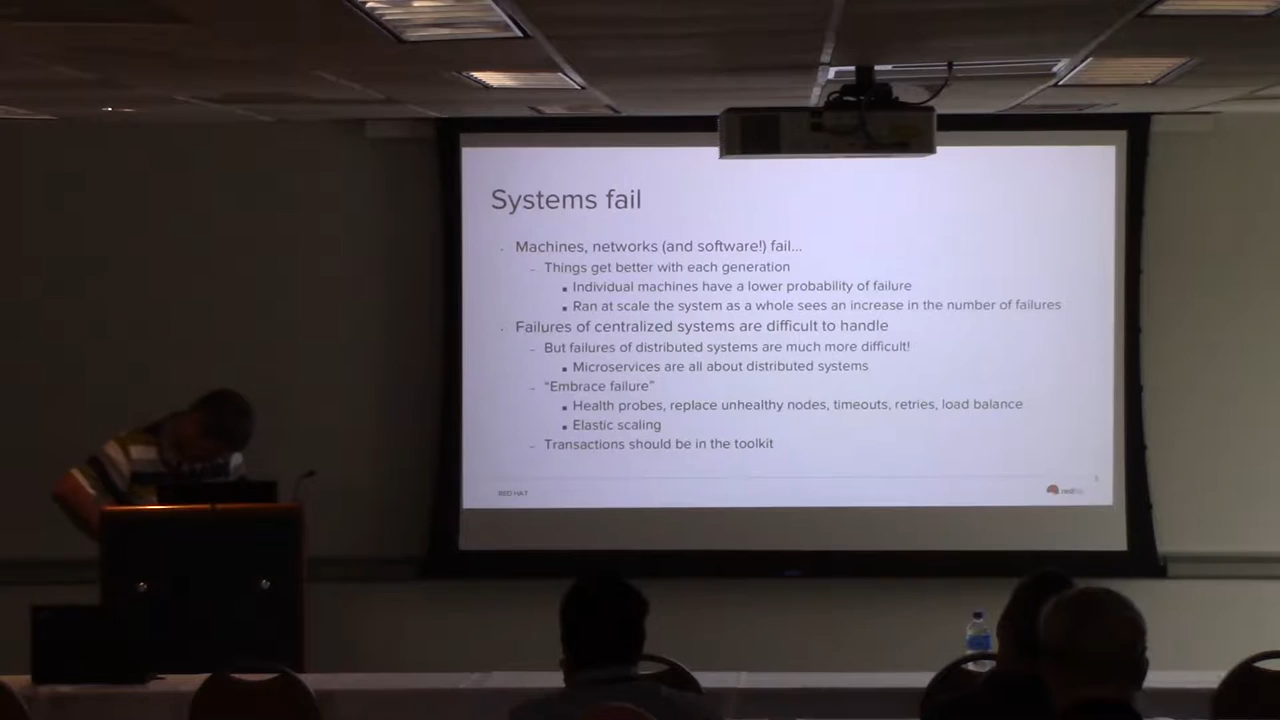 Systems fail
Machines, networks (and software!) fail...
Things get better with each generation
Individual machines have a lower probability of failure
Ran at scale the system as a whole sees an increase in the number of failures
Failures of centralized systems are difficult to handle
But failures of distributed systems are much more difficult!
Microservices are all about distributed systems
“Embrace failure”
Health probes, replace unhealthy nodes, timeouts, retries, load balance
Elastic scaling
Transactions should be in the toolkit
RED HAT